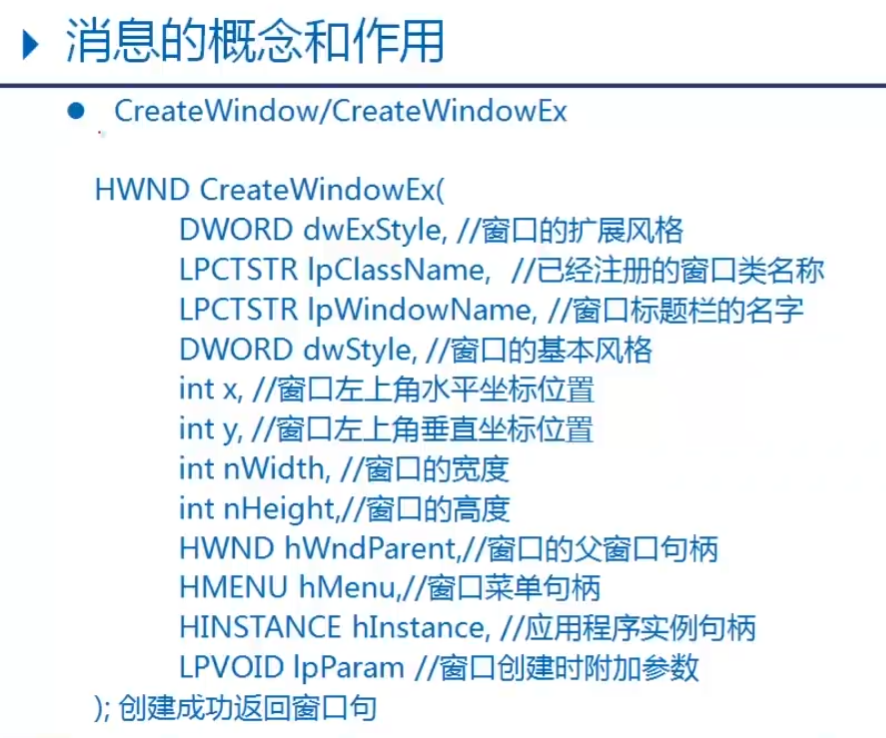 消息的概念和作用
CreateWindow/CreateWindowEx
HWND CreateWindowEx(
DWORD dwExStyle, //窗口的扩展风格
LPCTSTR lpClassName, //已经注册的窗口类名称
LPCTSTR lpWindowName, //窗口标题栏的名字
DWORD dwStyle, //窗口的基本风格
int x, //窗口左上角水平坐标位置
int y, //窗口左上角垂直坐标位置
int nWidth, //窗口的宽度
int nHeight,//窗口的高度
HWND hWndParent,//窗口的父窗口句柄
HMENU hMenu,//窗口菜单句柄
HINSTANCE hInstance, //应用程序实例句柄
LPVOID lpParam //窗口创建时附加参数
); 创建成功返回窗口句